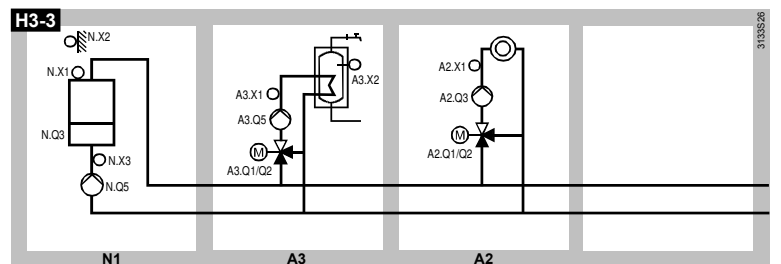 H3-3
N.X2
N.X1
N.Q3
N.X3
N.Q5
N1
A3.X1
A3.X2
A3.Q5
M
A3.Q1/Q2
A3
A2.X1
A2.Q3
M
A2.Q1/Q2
A2
3133S26